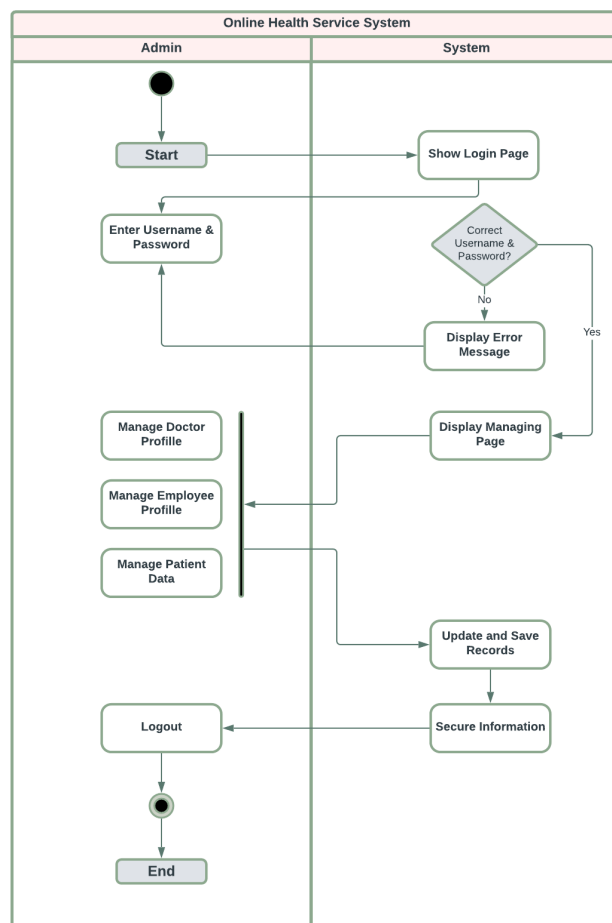 Online Health Service System
Admin
System
Start
Show Login Page
Enter Username &
Password
Correct
Username &
Password?
No
Yes
Display Error
Message
Manage Doctor
Profille
Display Managing
Page
Manage Employee
Profille
Manage Patient
Data
Update and Save
Records
Logout
Secure Information
End